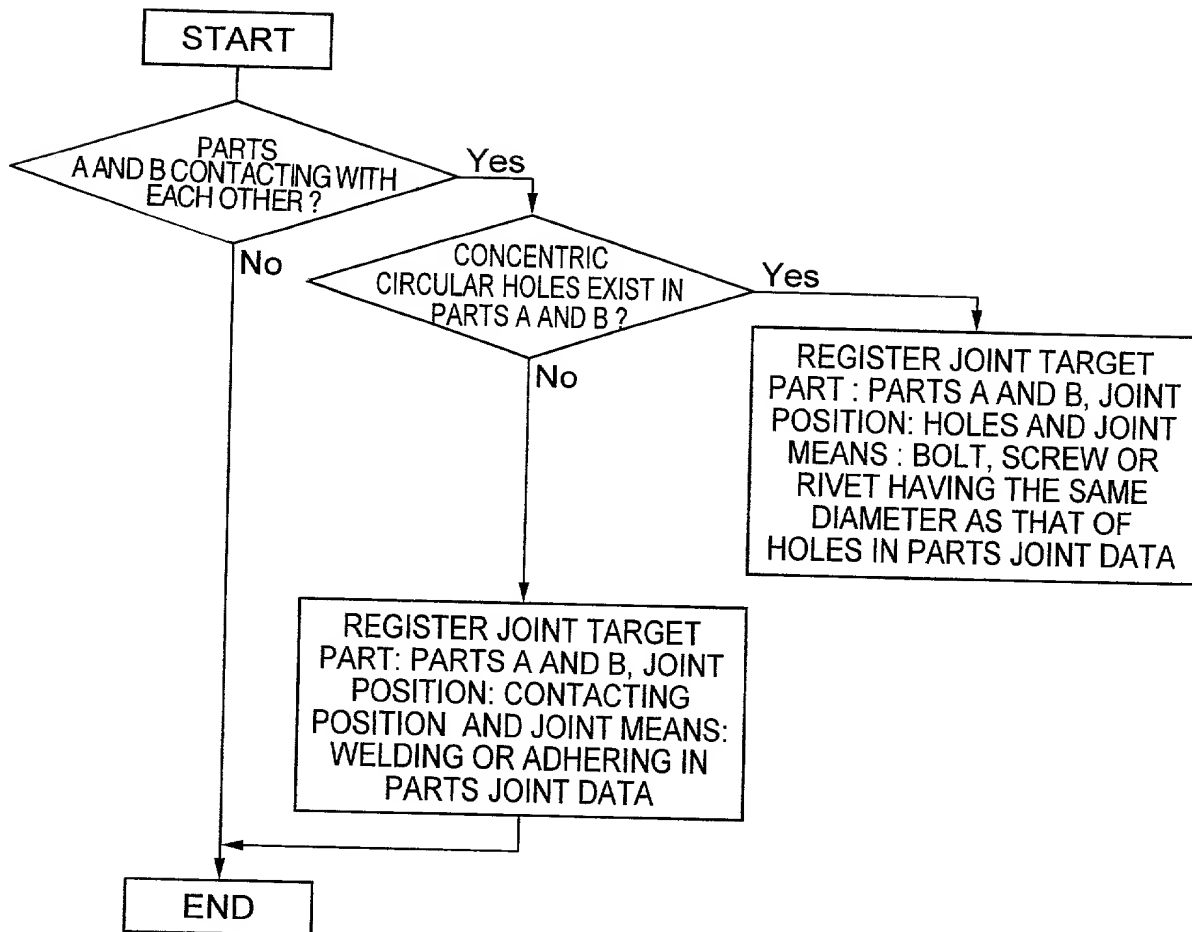 START
PARTS
A AND B CONTACTING WITH
EACH OTHER ?
Yes
No
CONCENTRIC
CIRCULAR HOLES EXIST IN
PARTS A AND B ?
Yes
No
REGISTER JOINT TARGET
PART : PARTS A AND B, JOINT
POSITION: HOLES AND JOINT
MEANS : BOLT, SCREW OR
RIVET HAVING THE SAME
DIAMETER AS THAT OF
HOLES IN PARTS JOINT DATA
REGISTER JOINT TARGET
PART: PARTS A AND B, JOINT
POSITION: CONTACTING
POSITION AND JOINT MEANS:
WELDING OR ADHERING IN
PARTS JOINT DATA
END